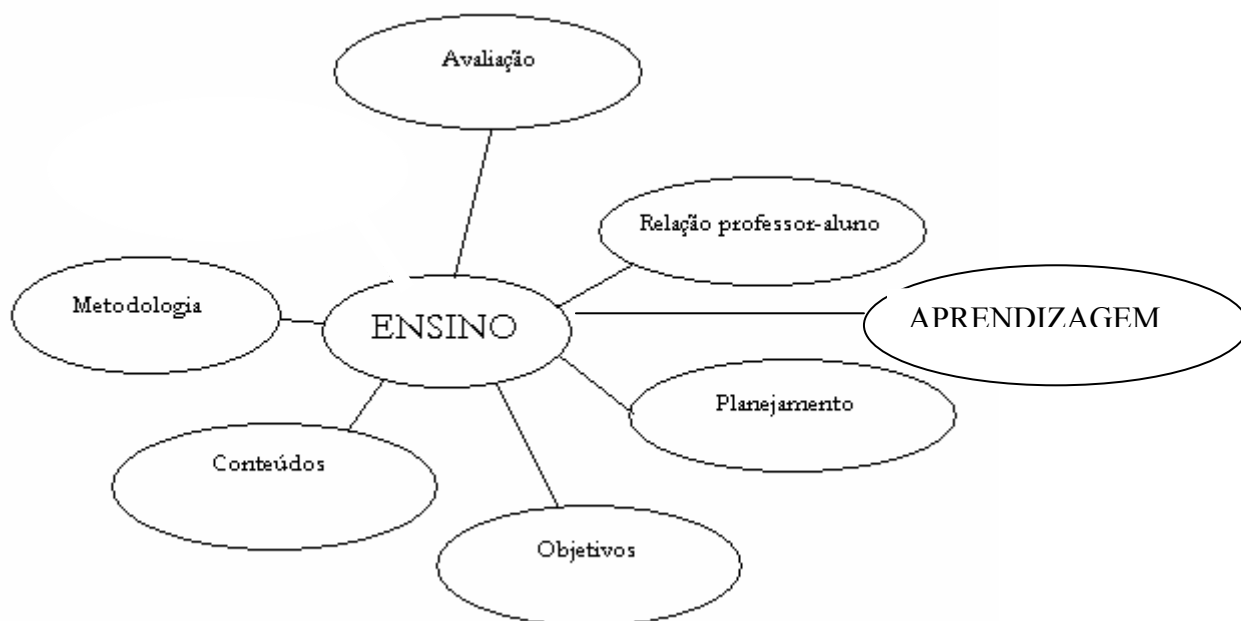 Avaliação
Relação professor-aluno
Metodologia
ENSINO
APRENDIZAGEM
Planejamento
Conteúdos
Objetivos